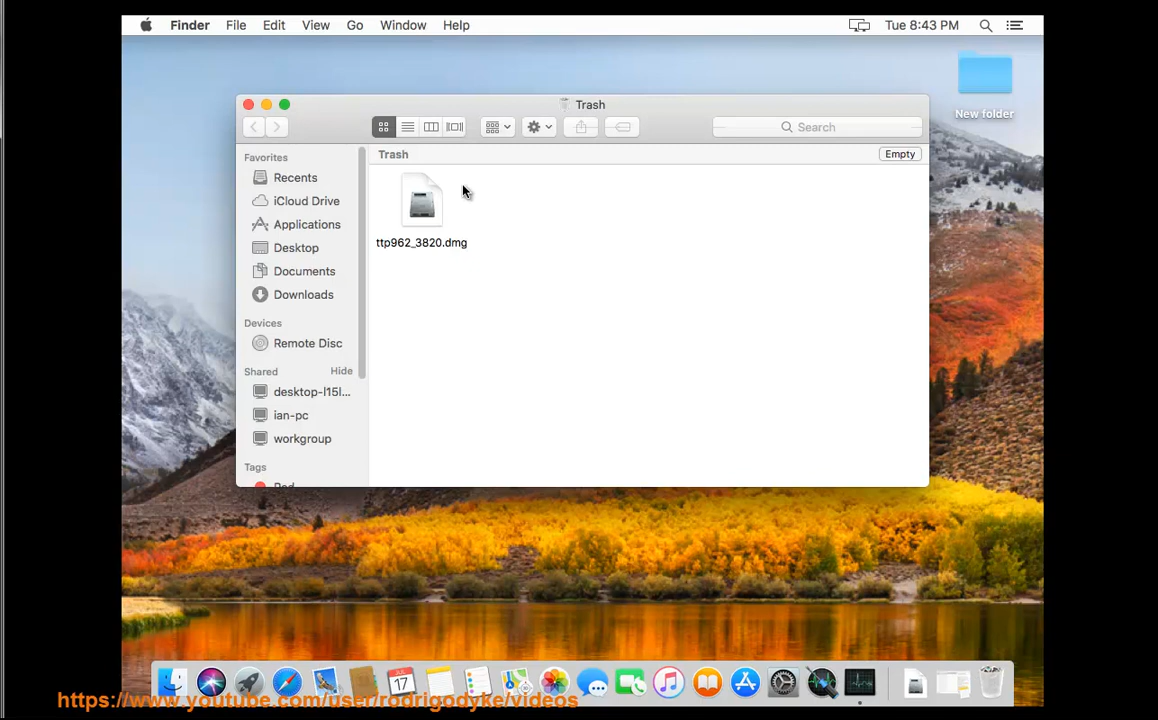 Finder File Edit View Go Window Help Tue 8:43 PM
New folder
Trash
Search
Favorites
Trash
Empty
Recents
iCloud Drive
Applications
Desktop
Documents
Downloads
ttp962_3820.dmg
Devices
Remote Disc
Shared Hide
desktop-l15l...
ian-pc
workgroup
Tags
Red
JUL
17
https://www.youtube.com/user/rodrigodyke/videos